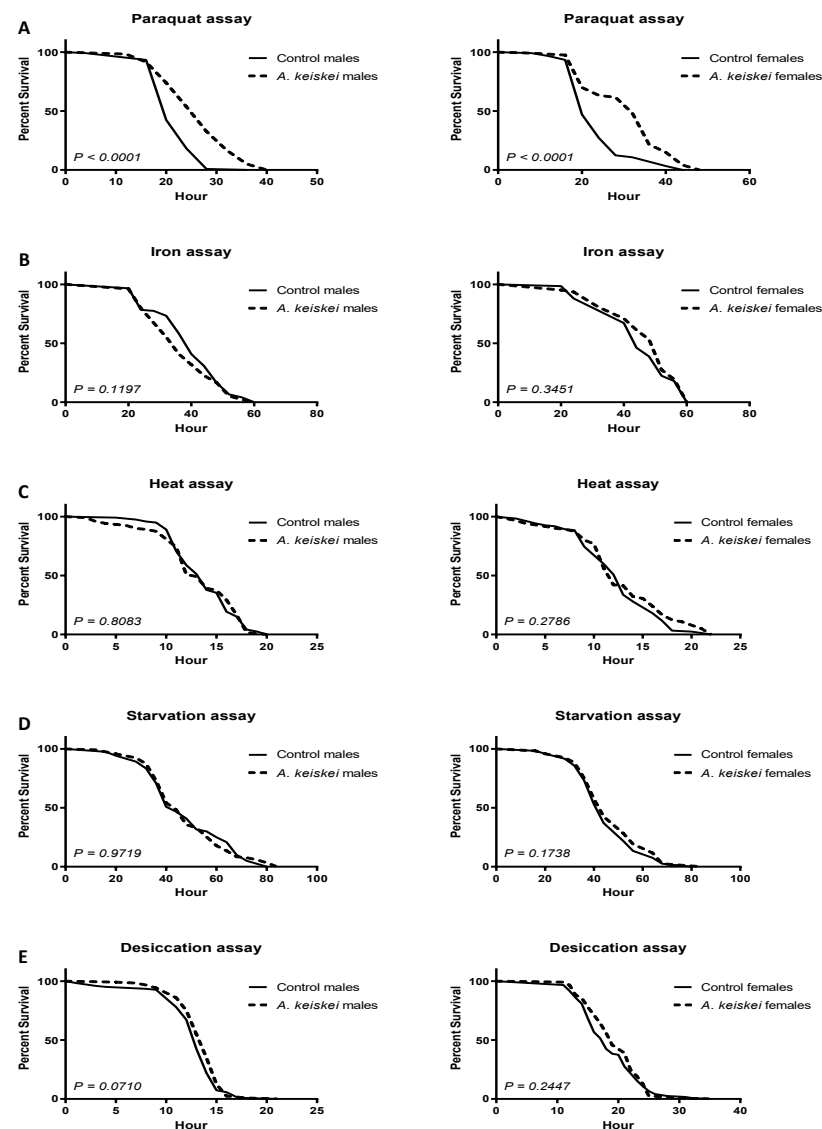 A
Paraquat assay
Percent Survival
100
50
0
0 10 20 30 40 50
Hour
Control males
A. keiskei males
P < 0.0001
Paraquat assay
Percent Survival
100
50
0
0 20 40 60
Hour
Control females
A. keiskei females
P < 0.0001
B
Iron assay
Percent Survival
100
50
0
0 20 40 60 80
Hour
Control males
A. keiskei males
P = 0.1197
Iron assay
Percent Survival
100
50
0
0 20 40 60 80
Hour
Control females
A. keiskei females
P = 0.3451
C
Heat assay
Percent Survival
100
50
0
0 5 10 15 20 25
Hour
Control males
A. keiskei males
P = 0.8083
Heat assay
Percent Survival
100
50
0
0 5 10 15 20 25
Hour
Control females
A. keiskei females
P = 0.2786
D
Starvation assay
Percent Survival
100
50
0
0 20 40 60 80 100
Hour
Control males
A. keiskei males
P = 0.9719
Starvation assay
Percent Survival
100
50
0
0 20 40 60 80 100
Hour
Control females
A. keiskei females
P = 0.1738
E
Desiccation assay
Percent Survival
100
50
0
0 5 10 15 20 25
Hour
Control males
A. keiskei males
P = 0.0710
Desiccation assay
Percent Survival
100
50
0
0 10 20 30 40
Hour
Control females
A. keiskei females
P = 0.2447